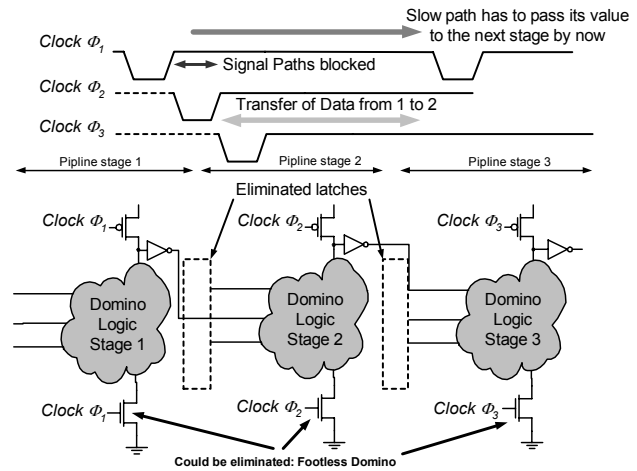 Slow path has to pass its value
to the next stage by now
Clock Φ1
Signal Paths blocked
Clock Φ2
Transfer of Data from 1 to 2
Clock Φ3
Pipline stage 1
Pipline stage 2
Pipline stage 3
Eliminated latches
Clock Φ1
Clock Φ2
Clock Φ3
Domino
Logic
Stage 1
Domino
Logic
Stage 2
Domino
Logic
Stage 3
Clock Φ1
Clock Φ2
Clock Φ3
Could be eliminated: Footless Domino